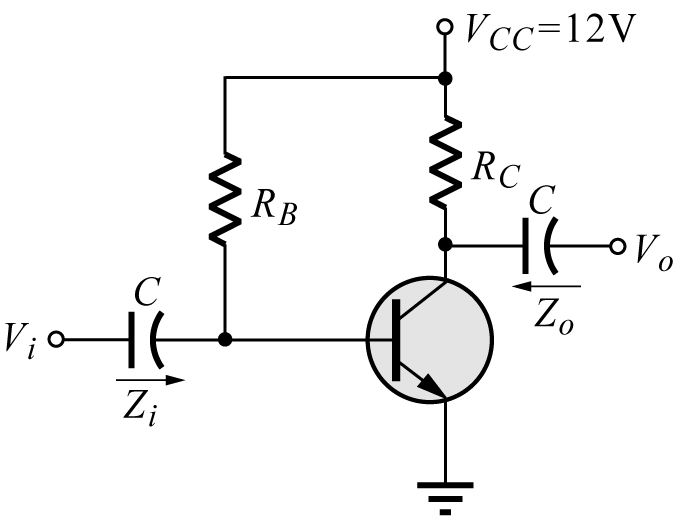 V_CC=12V
R_C
R_B
C
V_o
C
Z_o
V_i
Z_i